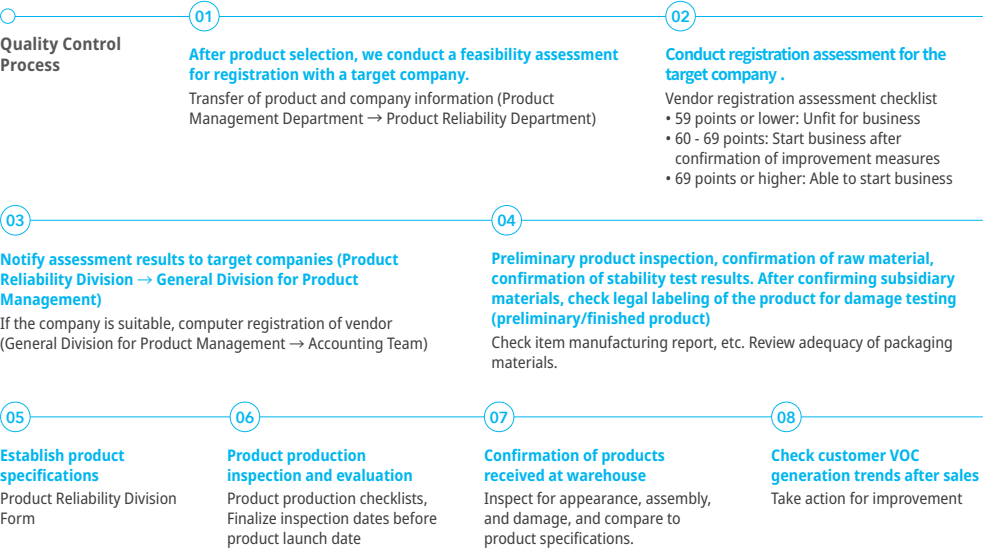 01
02
Quality Control
Process
After product selection, we conduct a feasibility assessment
for registration with a target company.
Transfer of product and company information (Product
Management Department → Product Reliability Department)
Conduct registration assessment for the
target company .
Vendor registration assessment checklist
• 59 points or lower: Unfit for business
• 60 - 69 points: Start business after
confirmation of improvement measures
• 69 points or higher: Able to start business
03
04
Notify assessment results to target companies (Product
Reliability Division → General Division for Product
Management)
If the company is suitable, computer registration of vendor
(General Division for Product Management → Accounting Team)
Preliminary product inspection, confirmation of raw material,
confirmation of stability test results. After confirming subsidiary
materials, check legal labeling of the product for damage testing
(preliminary/finished product)
Check item manufacturing report, etc. Review adequacy of packaging
materials.
05
06
07
08
Establish product
specifications
Product Reliability Division
Form
Product production
inspection and evaluation
Product production checklists,
Finalize inspection dates before
product launch date
Confirmation of products
received at warehouse
Inspect for appearance, assembly,
and damage, and compare to
product specifications.
Check customer VOC
generation trends after sales
Take action for improvement